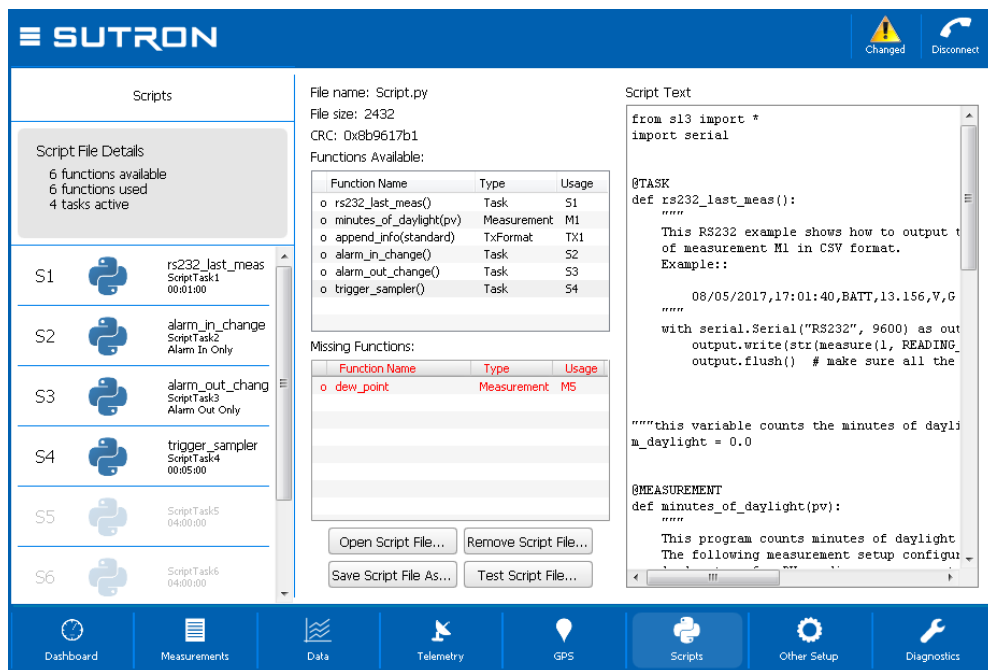 SUTRON
Changed
Disconnect
Scripts
Script File Details
6 functions available
6 functions used
4 tasks active
S1
rs232_last_meas
ScriptTask1
00:01:00
S2
alarm_in_change
ScriptTask2
Alarm In Only
S3
alarm_out_chang
ScriptTask3
Alarm Out Only
S4
trigger_sampler
ScriptTask4
00:05:00
S5
ScriptTask5
04:00:00
S6
ScriptTask6
04:00:00
File name: Script.py
File size: 2432
CRC: 0x8b9617b1
Functions Available:
Function Name Type Usage
o rs232_last_meas() Task S1
o minutes_of_daylight(pv) Measurement M1
o append_info(standard) TxFormat TX1
o alarm_in_change() Task S2
o alarm_out_change() Task S3
o trigger_sampler() Task S4
Missing Functions:
Function Name Type Usage
o dew_point Measurement M5
Open Script File... Remove Script File...
Save Script File As... Test Script File...
Script Text
from sl3 import *
import serial
@TASK
def rs232_last_meas():
"""
This RS232 example shows how to output t
of measurement M1 in CSV format.
Example::
08/05/2017,17:01:40,BATT,13.156,V,G
"""
with serial.Serial("RS232", 9600) as out
output.write(str(measure(1, READING_
output.flush()  # make sure all the
"""this variable counts the minutes of dayli
m_daylight = 0.0
@MEASUREMENT
def minutes_of_daylight(pv):
"""
This program counts minutes of daylight
The following measurement setup configur
Dashboard Measurements Data Telemetry GPS Scripts Other Setup Diagnostics